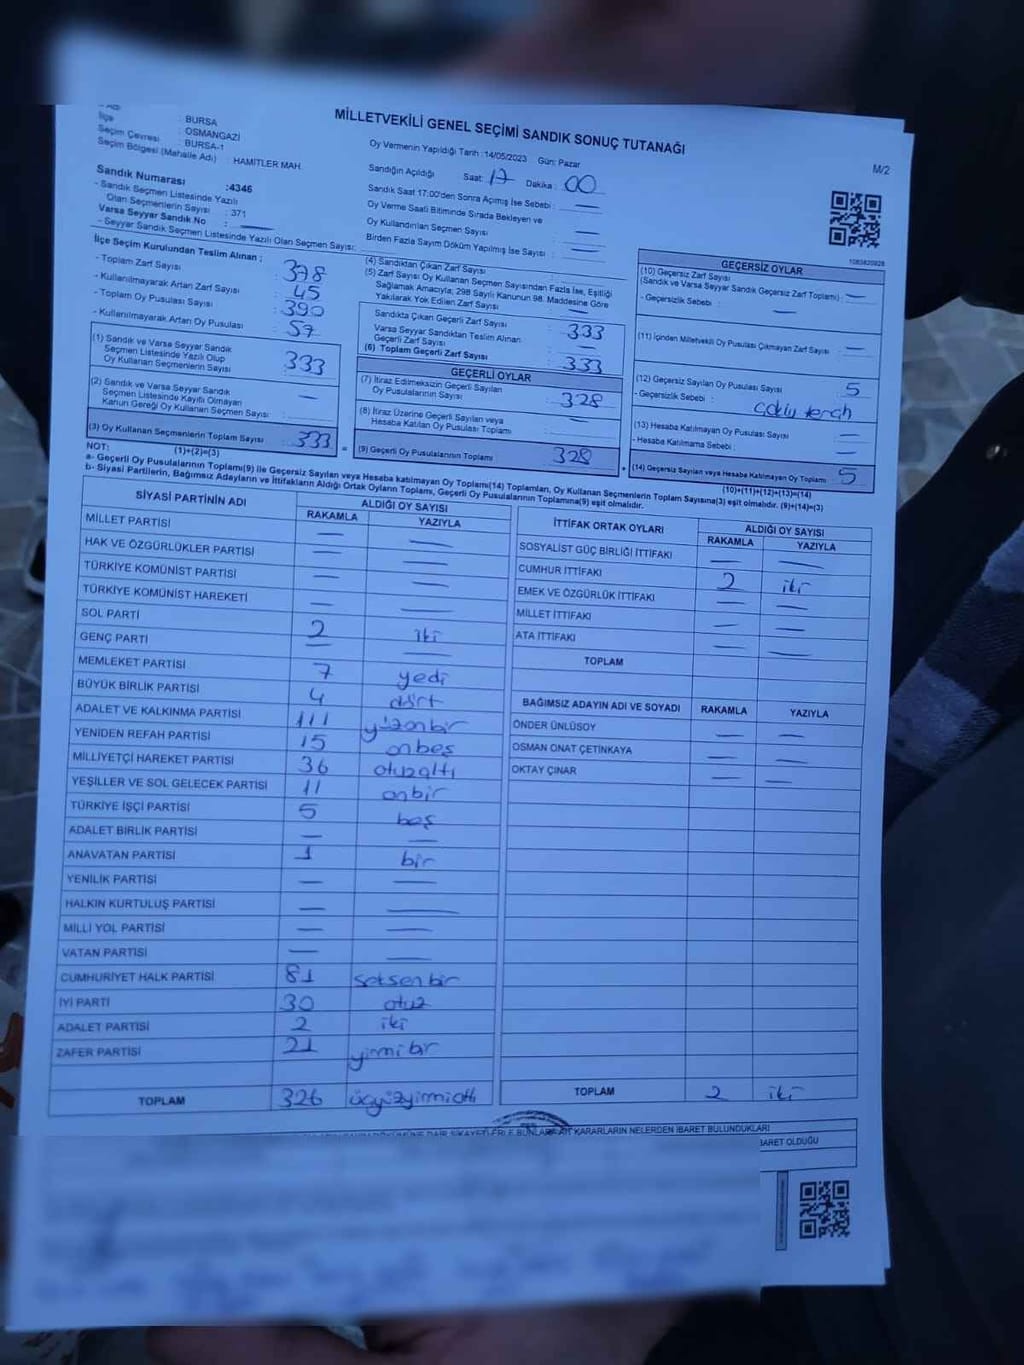 MİLLETVEKİLİ GENEL SEÇİMİ SANDIK SONUÇ TUTANAĞI
M/2
İlçe
Seçim Çevresi
Seçim Bölgesi (Mahalle Adı)
: BURSA
: OSMANGAZİ
: BURSA-1
: HAMİTLER MAH.
Sandık Numarası :4346
- Sandık Seçmen Listesinde Yazılı
Olan Seçmenlerin Sayısı : 371
Varsa Seyyar Sandık No : —
- Seyyar Sandık Seçmen Listesinde Yazılı Olan Seçmen Sayısı:
Oy Vermenin Yapıldığı Tarih :14/05/2023 Gün: Pazar
Sandığın Açıldığı Saat: 17 Dakika : 00
Sandık Saat 17:00'den Sonra Açımış İse Sebebi : —
Oy Verme Saati Bitiminde Sırada Bekleyen ve
Oy Kullandırılan Seçmen Sayısı : —
Birden Fazla Sayım Döküm Yapılmış İse Sayısı : —
İlçe Seçim Kurulundan Teslim Alınan ;
- Toplam Zarf Sayısı : 378
- Kullanılmayarak Artan Zarf Sayısı : 45
- Toplam Oy Pusulası Sayısı : 390
- Kullanılmayarak Artan Oy Pusulası : 57
(1) Sandık ve Varsa Seyyar Sandık
Seçmen Listesinde Yazılı Olup
Oy Kullanan Seçmenlerin Sayısı : 333
(2) Sandık ve Varsa Seyyar Sandık
Seçmen Listesinde Kayıtlı Olmayan
Kanun Gereği Oy Kullanan Seçmen Sayısı : —
(3) Oy Kullanan Seçmenlerin Toplam Sayısı : 333 =
(1)+(2)=(3)
(4) Sandıktan Çıkan Zarf Sayısı :
(5) Zarf Sayısı Oy Kullanan Seçmen Sayısından Fazla İse, Eşitliği
Sağlamak Amacıyla; 298 Sayılı Kanunun 98. Maddesine Göre
Yakılarak Yok Edilen Zarf Sayısı : —
Sandıkta Çıkan Geçerli Zarf Sayısı : 333
Varsa Seyyar Sandıktan Teslim Alınan
Geçerli Zarf Sayısı : —
(6) Toplam Geçerli Zarf Sayısı : 333
GEÇERLİ OYLAR
(7) İtiraz Edilmeksizin Geçerli Sayılan
Oy Pusulalarının Sayısı : 328
(8) İtiraz Üzerine Geçerli Sayılan veya
Hesaba Katılan Oy Pusulası Toplamı : —
(9) Geçerli Oy Pusulalarının Toplamı : 328 +
1083820928
GEÇERSİZ OYLAR
(10) Geçersiz Zarf Sayısı
(Sandık ve Varsa Seyyar Sandık Geçersiz Zarf Toplamı) : —
- Geçersizlik Sebebi : —
(11) İçinden Milletvekili Oy Pusulası Çıkmayan Zarf Sayısı : —
(12) Geçersiz Sayılan Oy Pusulası Sayısı : 5
- Geçersizlik Sebebi : çoklu tercih
(13) Hesaba Katılmayan Oy Pusulası Sayısı : —
- Hesaba Katılmama Sebebi : —
(14) Geçersiz Sayılan veya Hesaba Katılmayan Oy Toplamı : 5
(10)+(11)+(12)+(13)=(14)
NOT:
a- Geçerli Oy Pusulalarının Toplamı(9) ile Geçersiz Sayılan veya Hesaba katılmayan Oy Toplamı(14) Toplamları, Oy Kullanan Seçmenlerin Toplam Sayısına(3) eşit olmalıdır. (9)+(14)=(3)
b- Siyasi Partilerin, Bağımsız Adayların ve İttifakların Aldığı Ortak Oyların Toplamı, Geçerli Oy Pusulalarının Toplamına(9) eşit olmalıdır.
SİYASİ PARTİNİN ADI ALDIĞI OY SAYISI
RAKAMLA YAZIYLA
MİLLET PARTİSİ — —
HAK VE ÖZGÜRLÜKLER PARTİSİ — —
TÜRKİYE KOMÜNİST PARTİSİ — —
TÜRKİYE KOMÜNİST HAREKETİ — —
SOL PARTİ 2 iki
GENÇ PARTİ — —
MEMLEKET PARTİSİ 7 yedi
BÜYÜK BİRLİK PARTİSİ 4 dört
ADALET VE KALKINMA PARTİSİ 111 yüzonbir
YENİDEN REFAH PARTİSİ 15 onbeş
MİLLİYETÇİ HAREKET PARTİSİ 36 otuzaltı
YEŞİLLER VE SOL GELECEK PARTİSİ 11 onbir
TÜRKİYE İŞÇİ PARTİSİ 5 beş
ADALET BİRLİK PARTİSİ — —
ANAVATAN PARTİSİ 1 bir
YENİLİK PARTİSİ — —
HALKIN KURTULUŞ PARTİSİ — —
MİLLİ YOL PARTİSİ — —
VATAN PARTİSİ — —
CUMHURİYET HALK PARTİSİ 81 seksenbir
İYİ PARTİ 30 otuz
ADALET PARTİSİ 2 iki
ZAFER PARTİSİ 21 yirmibir
TOPLAM 326 üçyüzyirmialtı
İTTİFAK ORTAK OYLARI ALDIĞI OY SAYISI
RAKAMLA YAZIYLA
SOSYALİST GÜÇ BİRLİĞİ İTTİFAKI — —
CUMHUR İTTİFAKI 2 iki
EMEK VE ÖZGÜRLÜK İTTİFAKI — —
MİLLET İTTİFAKI — —
ATA İTTİFAKI — —
TOPLAM
BAĞIMSIZ ADAYIN ADI VE SOYADI RAKAMLA YAZIYLA
ÖNDER ÜNLÜSOY — —
OSMAN ONAT ÇETİNKAYA — —
OKTAY ÇINAR — —
TOPLAM 2 iki
KARARLARIN NELERDEN İBARET BULUNDUKLARI
İBARET OLDUĞU